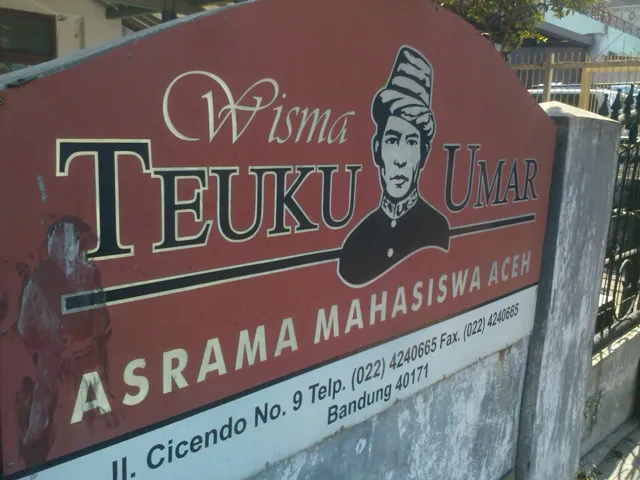 Wisma
TEUKU UMAR
ASRAMA MAHASISWA ACEH
Jl. Cicendo No. 9 Telp. (022) 4240665 Fax. (022) 4240665
Bandung 40171